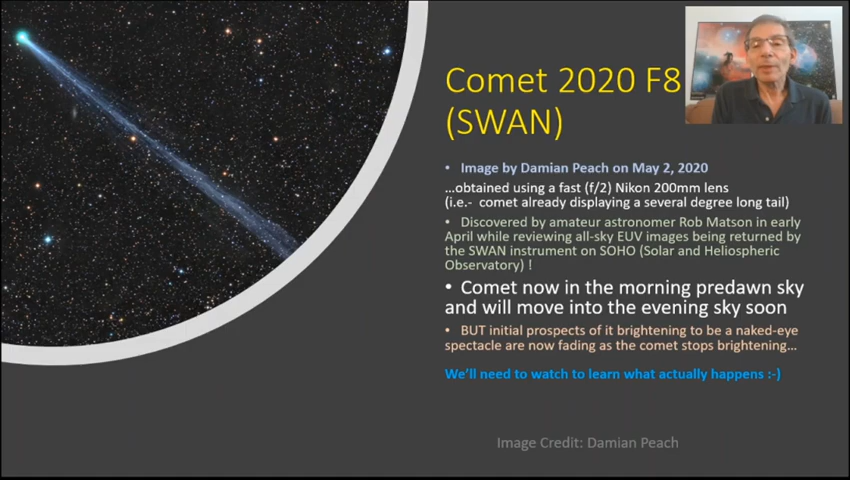 Comet 2020 F8
(SWAN)
• Image by Damian Peach on May 2, 2020
…obtained using a fast (f/2) Nikon 200mm lens
(i.e.- comet already displaying a several degree long tail)
• Discovered by amateur astronomer Rob Matson in early
April while reviewing all-sky EUV images being returned by
the SWAN instrument on SOHO (Solar and Heliospheric
Observatory) !
• Comet now in the morning predawn sky
and will move into the evening sky soon
• BUT initial prospects of it brightening to be a naked-eye
spectacle are now fading as the comet stops brightening…
We'll need to watch to learn what actually happens :-)
Image Credit: Damian Peach